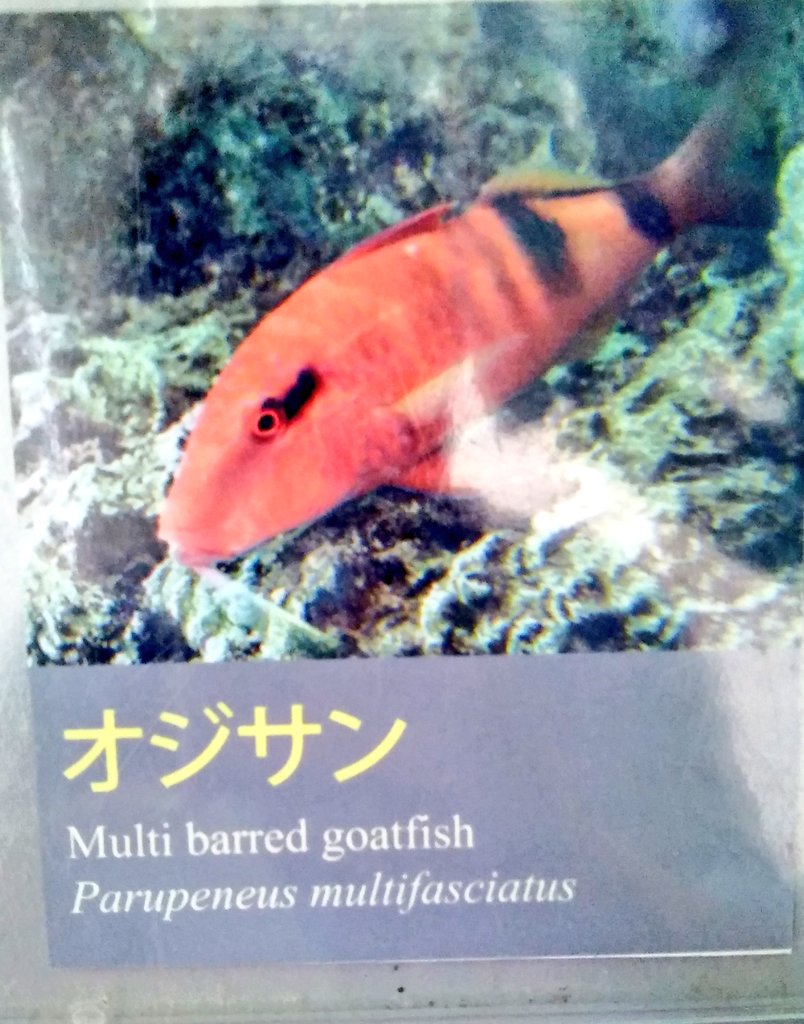 オジサン
Multi barred goatfish
Parupeneus multifasciatus